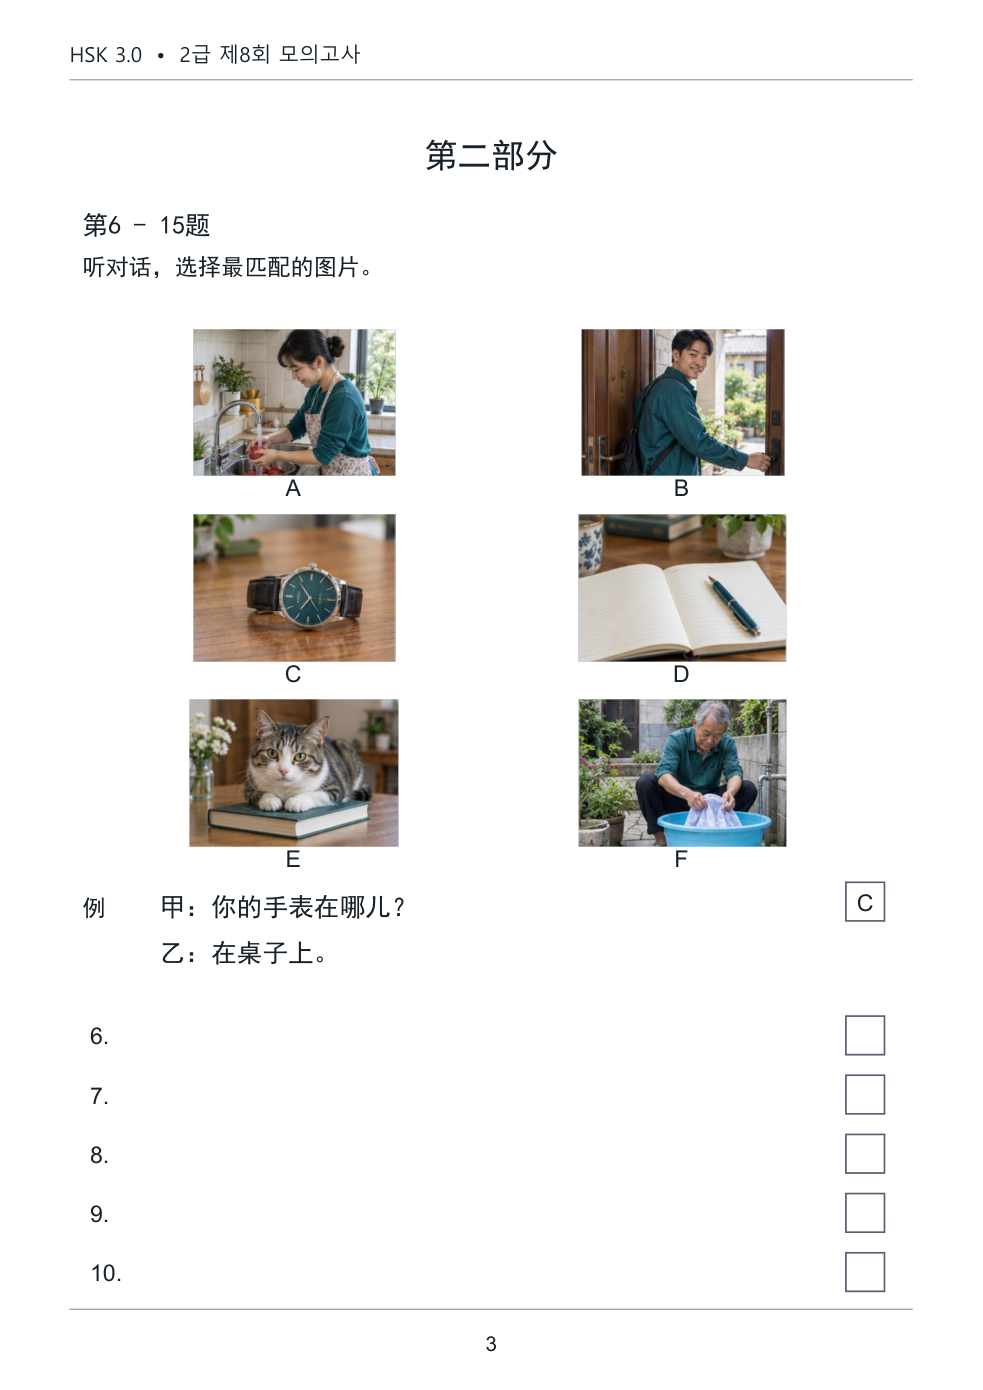 HSK 3.0 • 2급 제8회 모의고사
第二部分
第6 - 15题
听对话，选择最匹配的图片。
A
B
C
D
E
F
例 甲：你的手表在哪儿？ C
乙：在桌子上。
6.
7.
8.
9.
10.
3